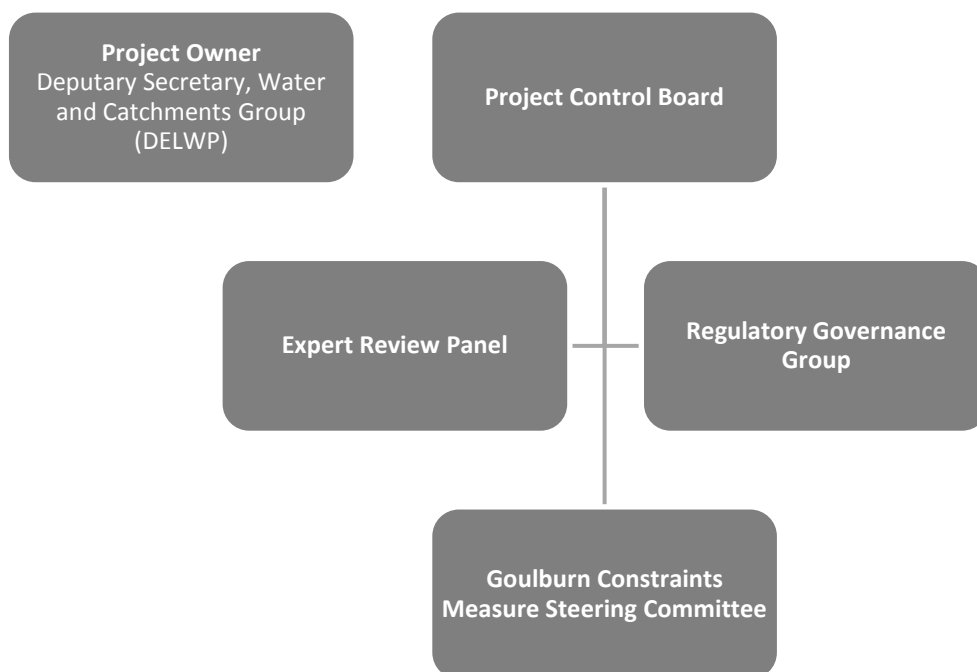 Project Owner
Deputary Secretary, Water
and Catchments Group
(DELWP)
Project Control Board
Expert Review Panel
Regulatory Governance
Group
Goulburn Constraints
Measure Steering Committee